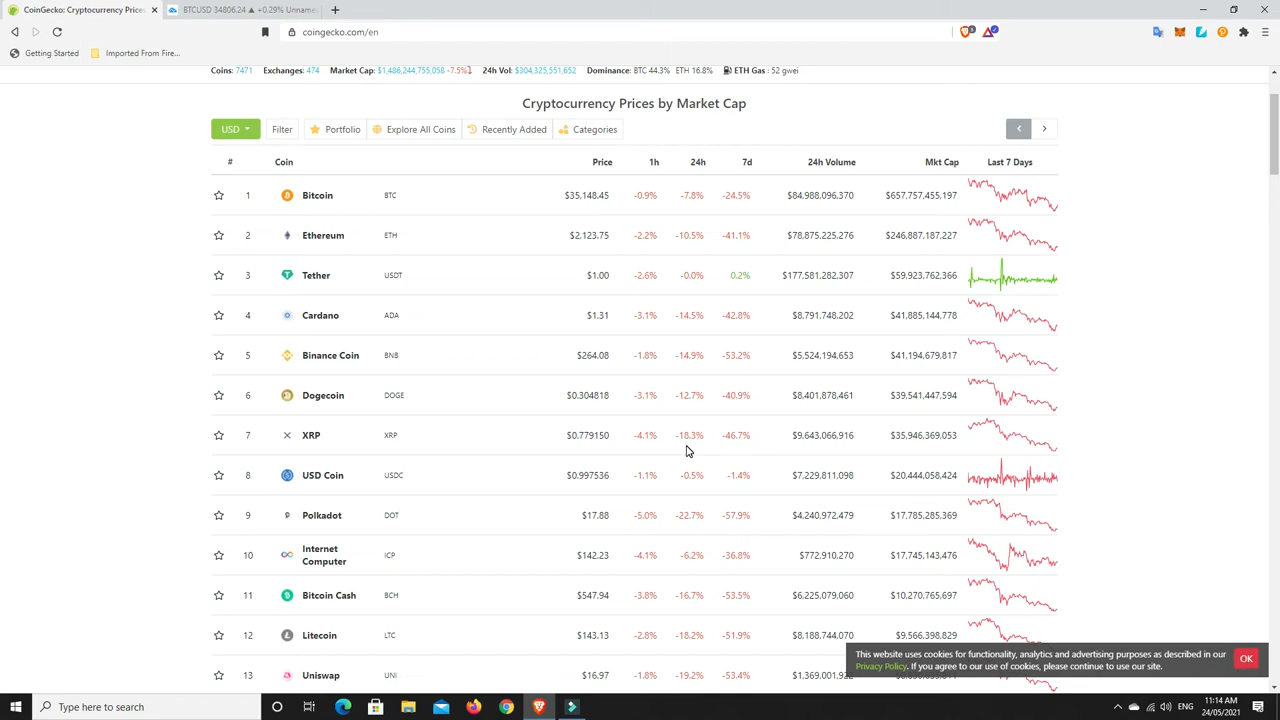 CoinGecko: Cryptocurrency Prices
BTCUSD 34806.24 ▲ +0.29% Unname
coingecko.com/en
Getting Started
Imported From Fire...
Coins: 7471 Exchanges: 474 Market Cap: $1,486,244,755,058 -7.5% 24h Vol: $304,325,551,652 Dominance: BTC 44.3% ETH 16.8% ETH Gas : 52 gwei
Cryptocurrency Prices by Market Cap
USD Filter Portfolio Explore All Coins Recently Added Categories
# Coin Price 1h 24h 7d 24h Volume Mkt Cap Last 7 Days
1 Bitcoin BTC $35,148.45 -0.9% -7.8% -24.5% $84,988,096,370 $657,757,455,197
2 Ethereum ETH $2,123.75 -2.2% -10.5% -41.1% $78,875,225,276 $246,887,187,227
3 Tether USDT $1.00 -2.6% -0.0% 0.2% $177,581,282,307 $59,923,762,366
4 Cardano ADA $1.31 -3.1% -14.5% -42.8% $8,791,748,202 $41,885,144,778
5 Binance Coin BNB $264.08 -1.8% -14.9% -53.2% $5,524,194,653 $41,194,679,817
6 Dogecoin DOGE $0.304818 -3.1% -12.7% -40.9% $8,401,878,461 $39,541,447,594
7 XRP XRP $0.779150 -4.1% -18.3% -46.7% $9,643,066,916 $35,946,369,053
8 USD Coin USDC $0.997536 -1.1% -0.5% -1.4% $7,229,811,098 $20,444,058,424
9 Polkadot DOT $17.88 -5.0% -22.7% -57.9% $4,240,972,479 $17,785,285,369
10 Internet Computer ICP $142.23 -4.1% -6.2% -36.8% $772,910,270 $17,745,143,476
11 Bitcoin Cash BCH $547.94 -3.8% -16.7% -53.5% $6,225,079,060 $10,270,765,697
12 Litecoin LTC $143.13 -2.8% -18.2% -51.9% $8,188,744,070 $9,566,398,829
13 Uniswap UNI $16.97 -1.8% -19.2% -53.4%
This website uses cookies for functionality, analytics and advertising purposes as described in our
Privacy Policy. If you agree to our use of cookies, please continue to use our site.
OK
Type here to search
ENG
11:14 AM
24/05/2021